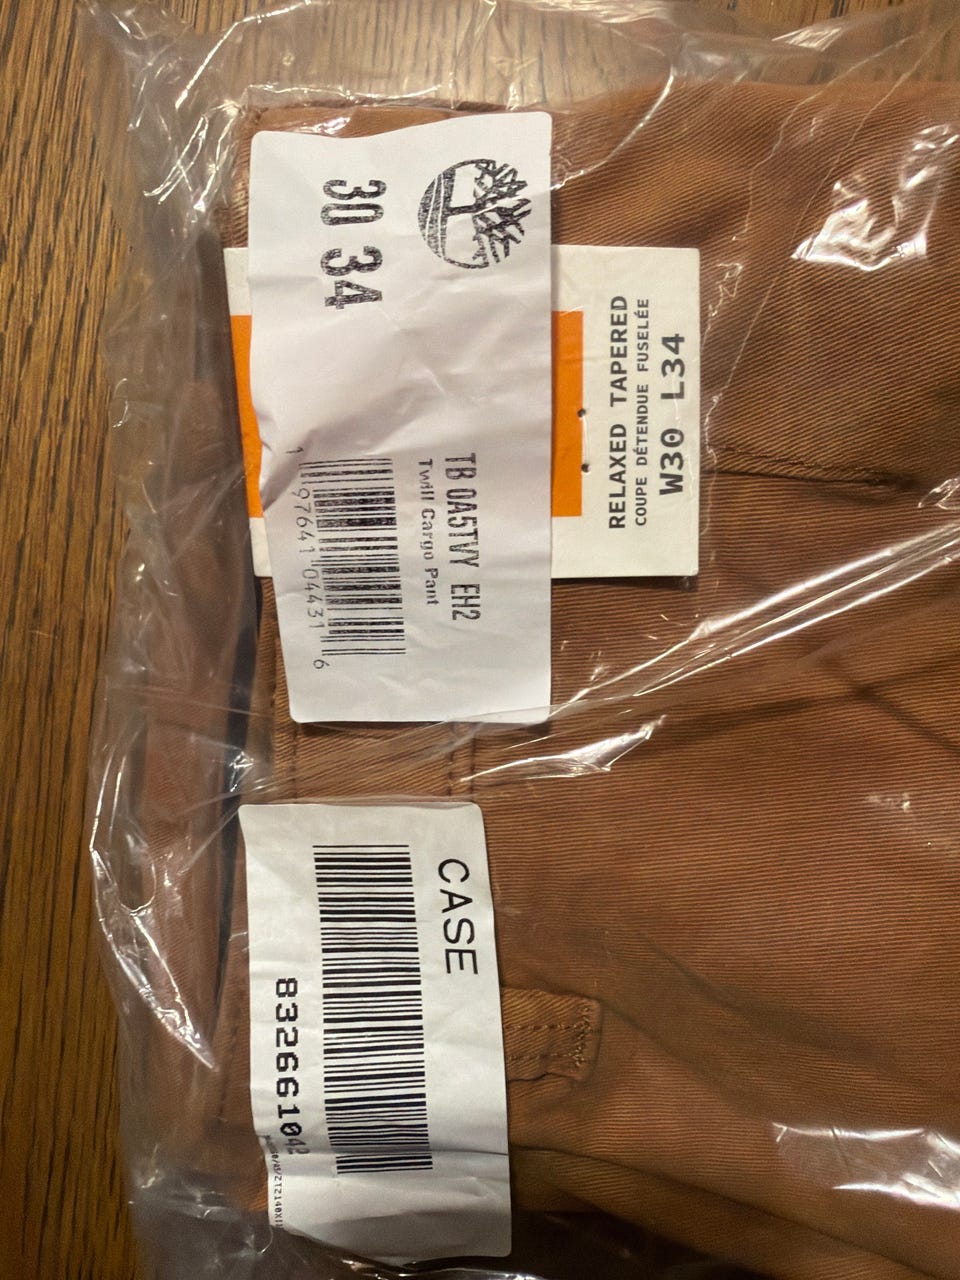 30 34
TB 0A5TVY EH2
Twill Cargo Pant
1 97641 04431 6
RELAXED TAPERED
COUPE DÉTENDUE FUSELÉE
W30 L34
CASE
832661042